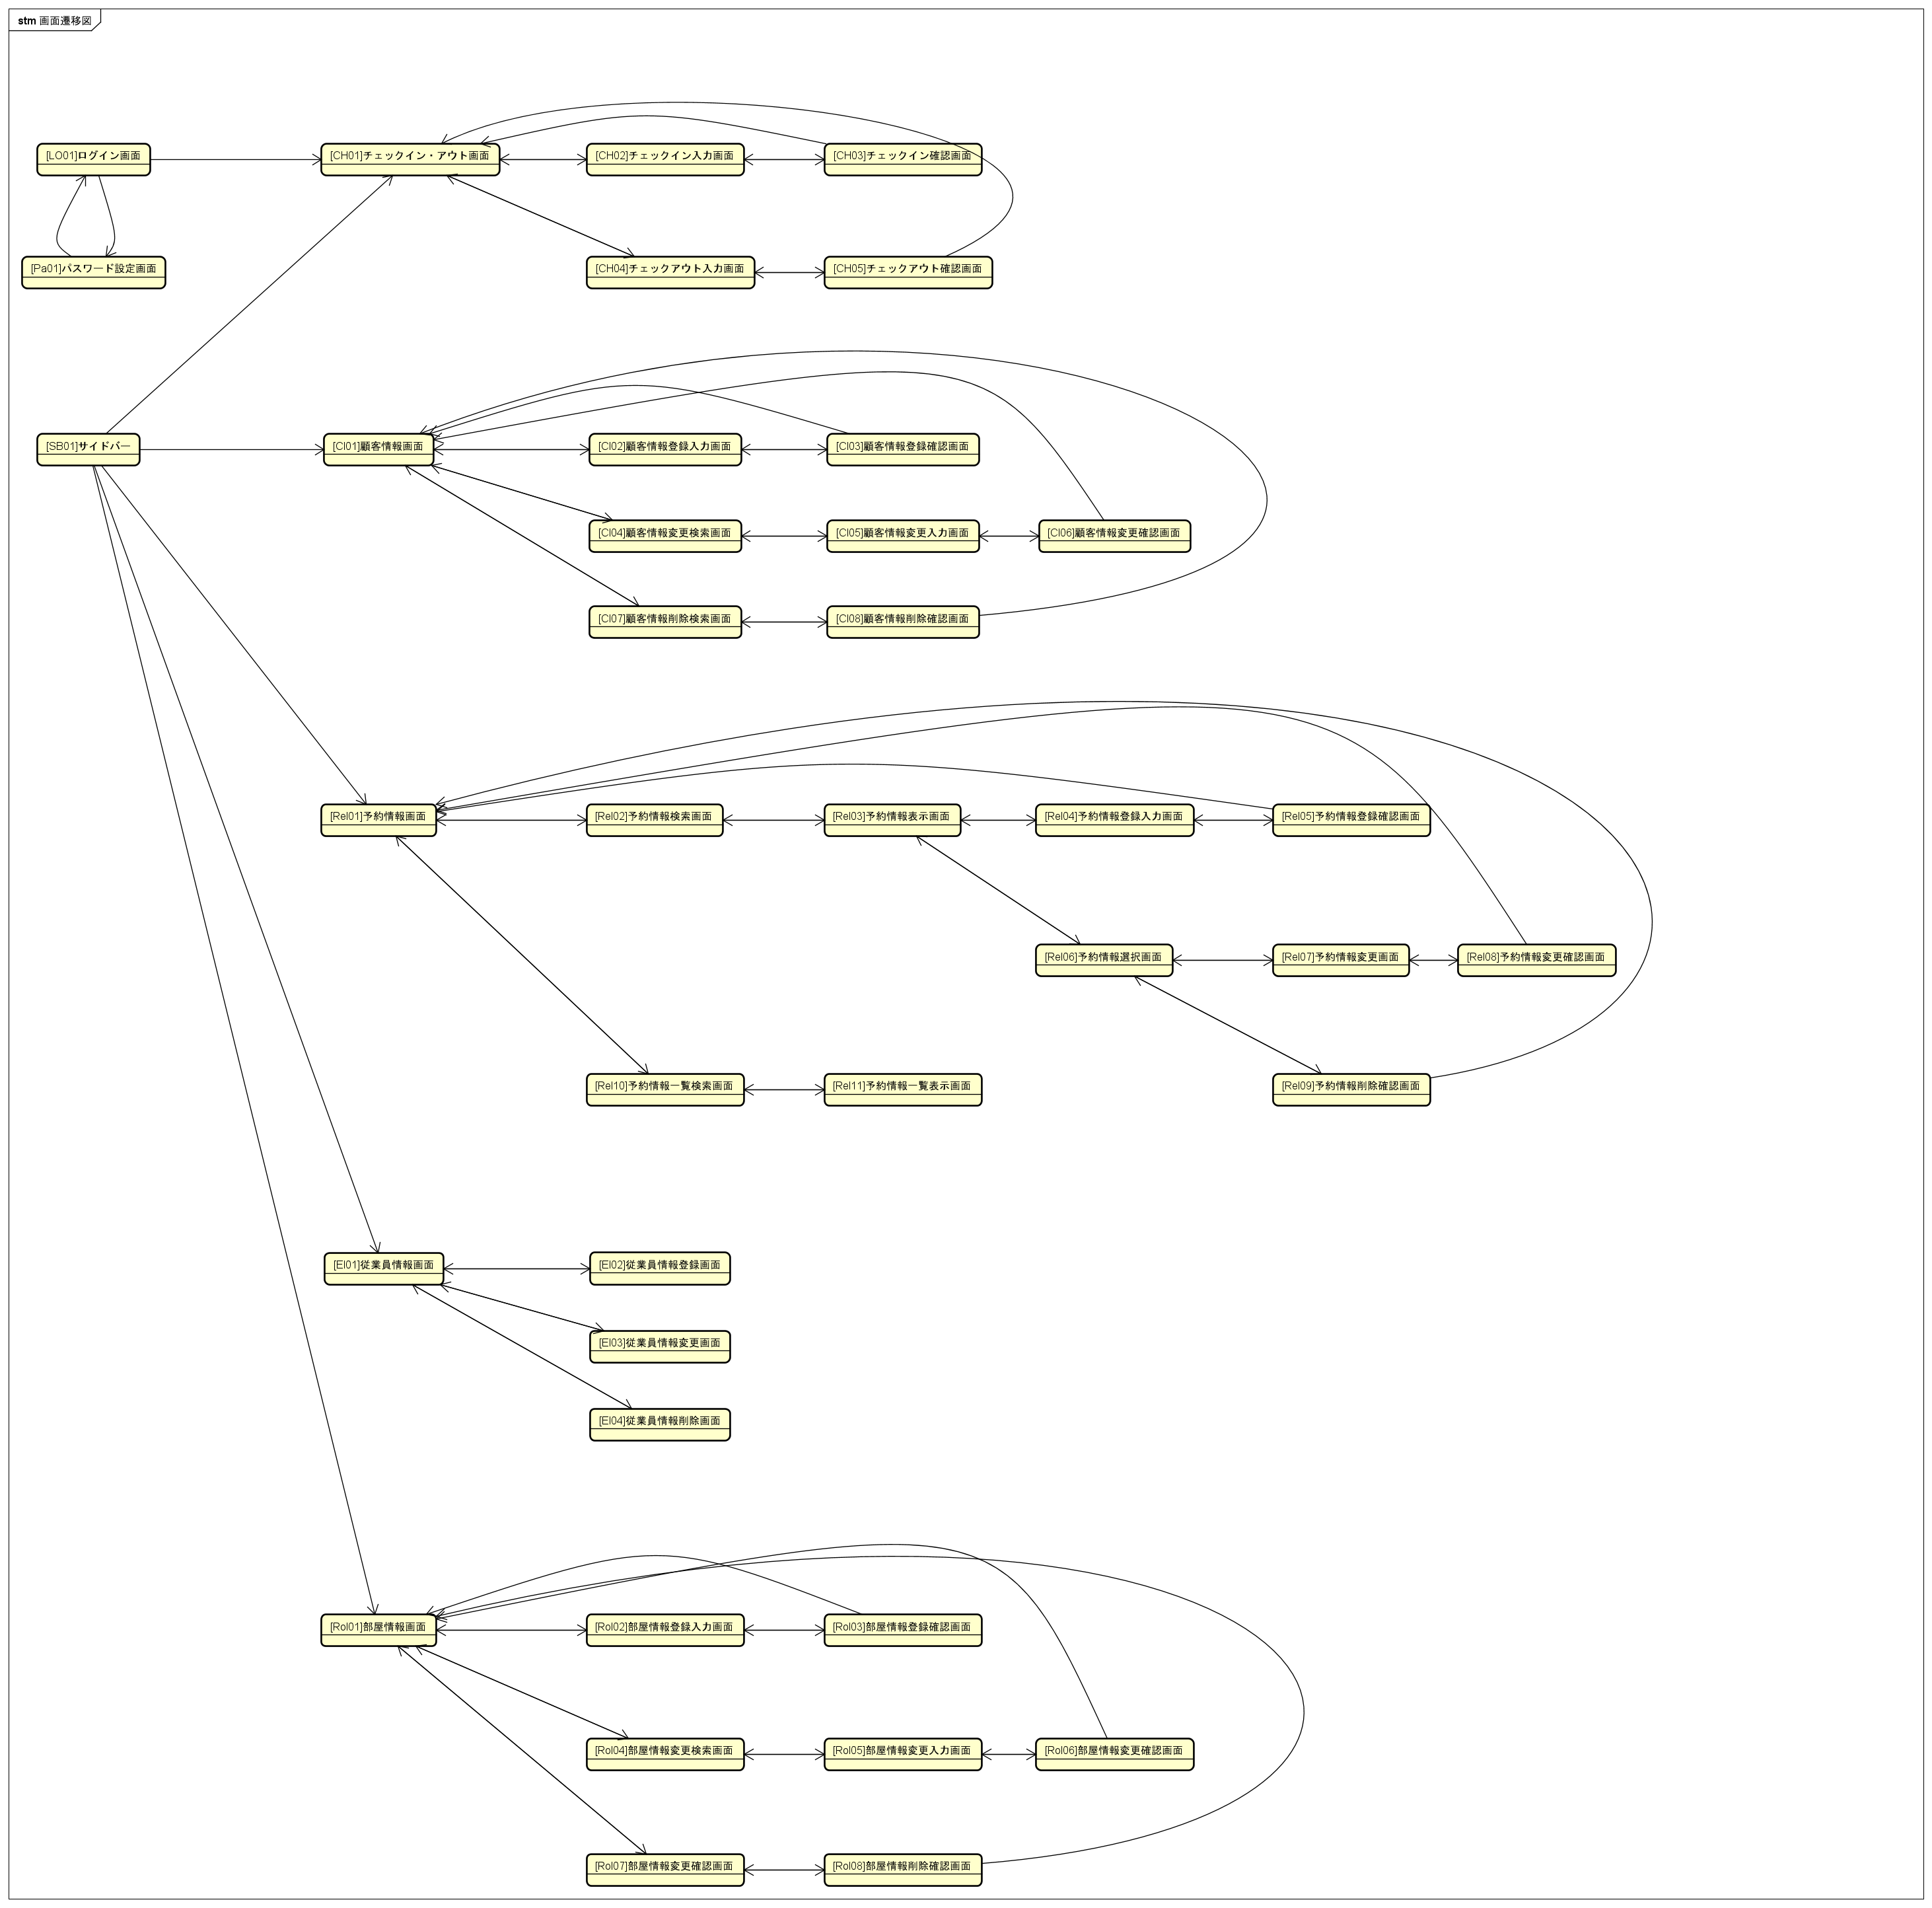 stm 画面遷移図
[LO01]ログイン画面
[CH01]チェックイン・アウト画面
[CH02]チェックイン入力画面
[CH03]チェックイン確認画面
[Pa01]パスワード設定画面
[CH04]チェックアウト入力画面
[CH05]チェックアウト確認画面
[SB01]サイドバー
[CI01]顧客情報画面
[CI02]顧客情報登録入力画面
[CI03]顧客情報登録確認画面
[CI04]顧客情報変更検索画面
[CI05]顧客情報変更入力画面
[CI06]顧客情報変更確認画面
[CI07]顧客情報削除検索画面
[CI08]顧客情報削除確認画面
[ReI01]予約情報画面
[ReI02]予約情報検索画面
[ReI03]予約情報表示画面
[ReI04]予約情報登録入力画面
[ReI05]予約情報登録確認画面
[ReI06]予約情報選択画面
[ReI07]予約情報変更画面
[ReI08]予約情報変更確認画面
[ReI10]予約情報一覧検索画面
[ReI11]予約情報一覧表示画面
[ReI09]予約情報削除確認画面
[EI01]従業員情報画面
[EI02]従業員情報登録画面
[EI03]従業員情報変更画面
[EI04]従業員情報削除画面
[RoI01]部屋情報画面
[RoI02]部屋情報登録入力画面
[RoI03]部屋情報登録確認画面
[RoI04]部屋情報変更検索画面
[RoI05]部屋情報変更入力画面
[RoI06]部屋情報変更確認画面
[RoI07]部屋情報変更確認画面
[RoI08]部屋情報削除確認画面